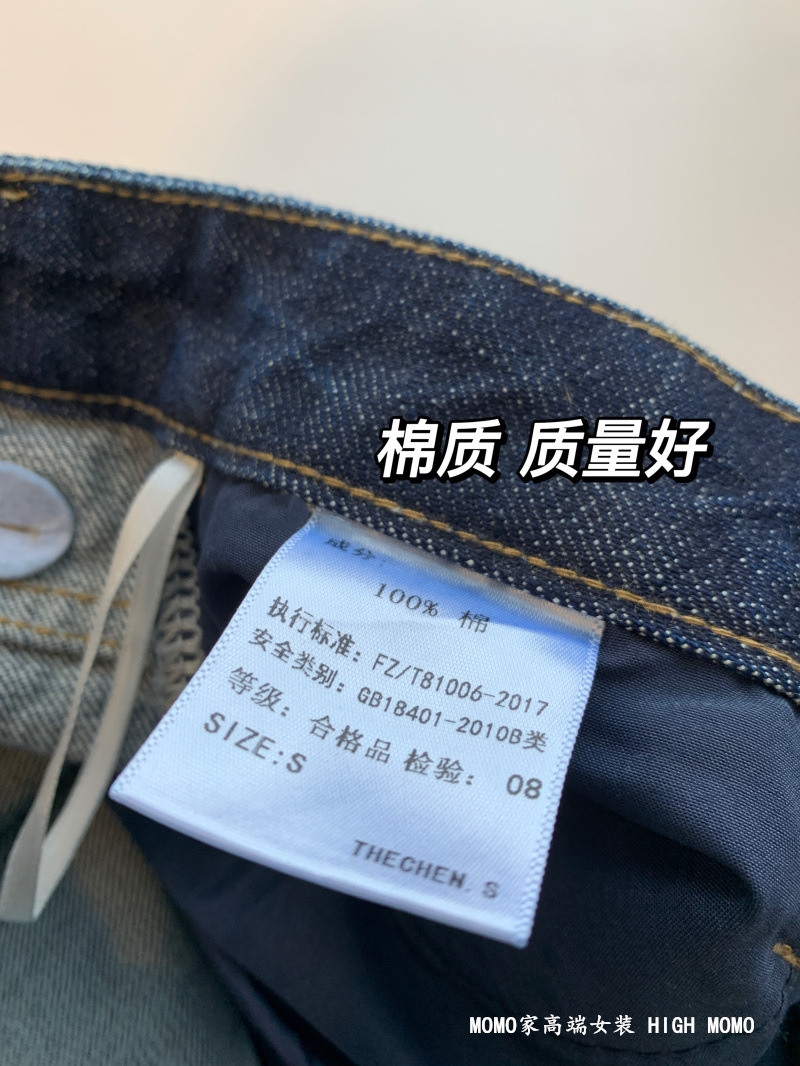 棉质 质量好
成分:
100% 棉
执行标准: FZ/T81006-2017
安全类别: GB18401-2010B类
等级: 合格品 检验: 08
SIZE:S
THECHEN.S
MOMO家高端女装 HIGH MOMO